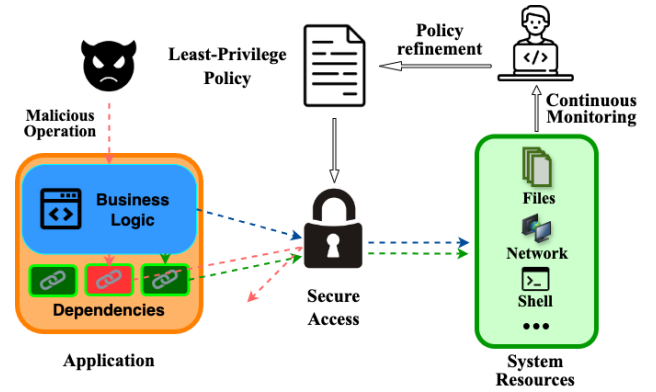 Least-Privilege
Policy
Policy
refinement
Malicious
Operation
Continuous
Monitoring
Business
Logic
Dependencies
Application
Secure
Access
Files
Network
Shell
System
Resources